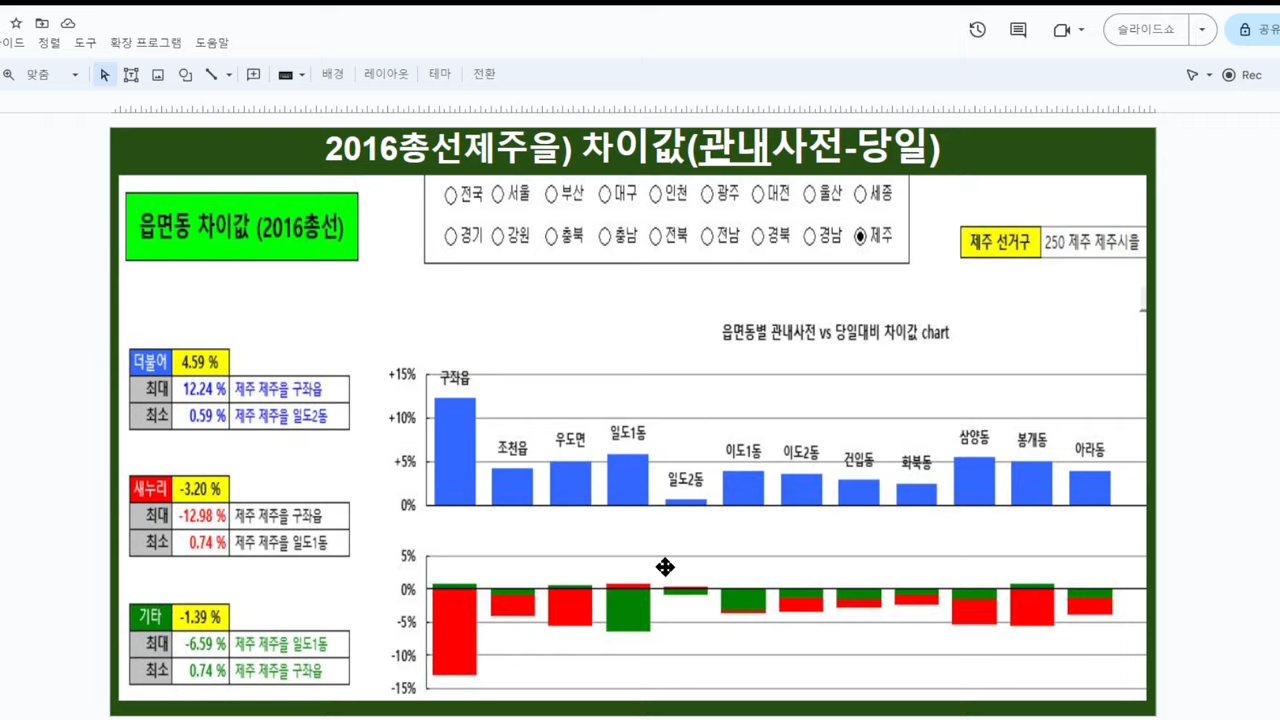 슬라이드쇼
공유
이드 정렬 도구 확장 프로그램 도움말
맞춤 배경 레이아웃 테마 전환 Rec
2016총선제주을) 차이값(관내사전-당일)
읍면동 차이값 (2016총선)
전국 서울 부산 대구 인천 광주 대전 울산 세종
경기 강원 충북 충남 전북 전남 경북 경남 제주
제주 선거구 250 제주 제주시을
읍면동별 관내사전 vs 당일대비 차이값 chart
더불어 4.59 %
최대 12.24 % 제주 제주을 구좌읍
최소 0.59 % 제주 제주을 일도2동
새누리 -3.20 %
최대 -12.98 % 제주 제주을 구좌읍
최소 0.74 % 제주 제주을 일도1동
기타 -1.39 %
최대 -6.59 % 제주 제주을 일도1동
최소 0.74 % 제주 제주을 구좌읍
+15%
+10%
+5%
0%
구좌읍 조천읍 우도면 일도1동 일도2동 이도1동 이도2동 건입동 화북동 삼양동 봉개동 아라동
5%
0%
-5%
-10%
-15%